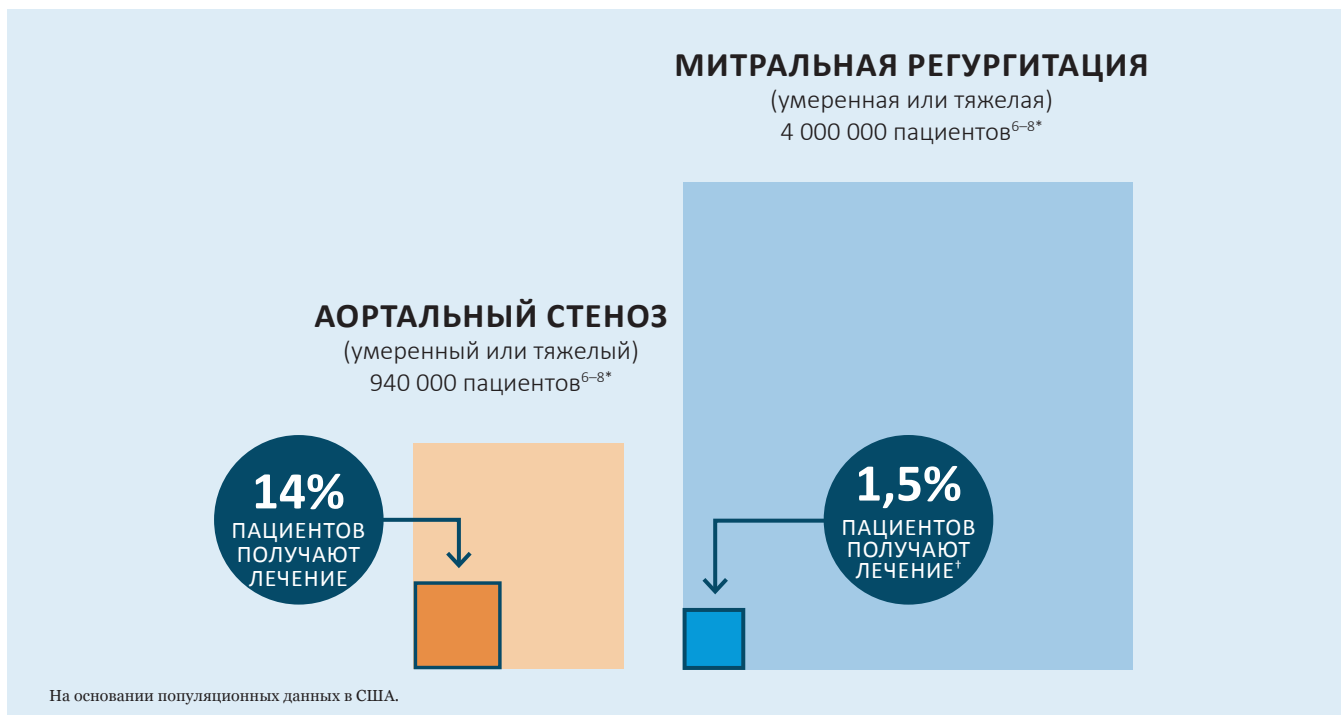 МИТРАЛЬНАЯ РЕГУРГИТАЦИЯ
(умеренная или тяжелая)
4 000 000 пациентов6–8*
АОРТАЛЬНЫЙ СТЕНОЗ
(умеренный или тяжелый)
940 000 пациентов6–8*
14%
ПАЦИЕНТОВ
ПОЛУЧАЮТ
ЛЕЧЕНИЕ
1,5%
ПАЦИЕНТОВ
ПОЛУЧАЮТ
ЛЕЧЕНИЕ†
На основании популяционных данных в США.